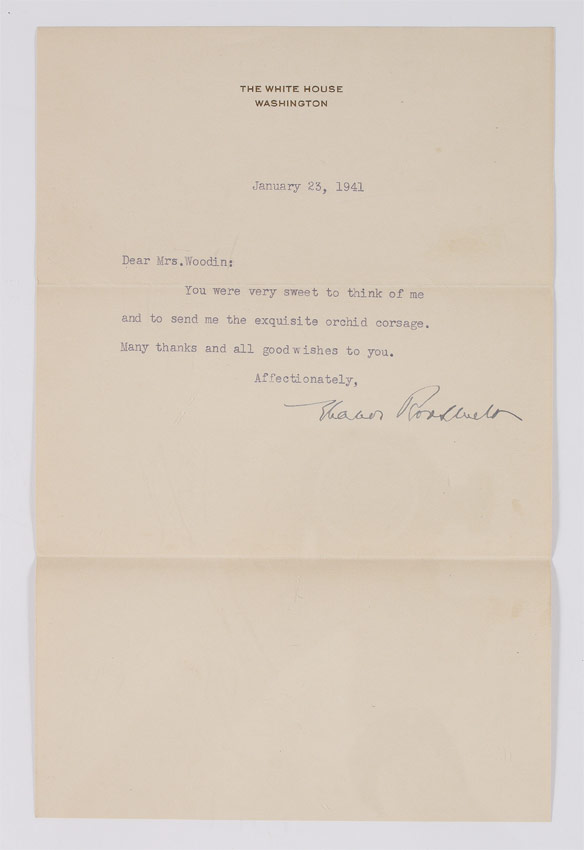 THE WHITE HOUSE
WASHINGTON
January 23, 1941
Dear Mrs.Woodin:
You were very sweet to think of me
and to send me the exquisite orchid corsage.
Many thanks and all good wishes to you.
Affectionately,
Eleanor Roosevelt